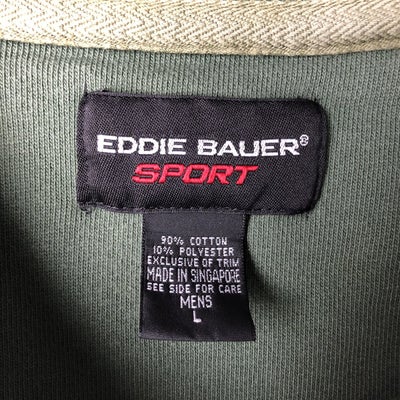 EDDIE BAUER®
SPORT
90% COTTON
10% POLYESTER
EXCLUSIVE OF TRIM
MADE IN SINGAPORE
SEE SIDE FOR CARE
MENS
L